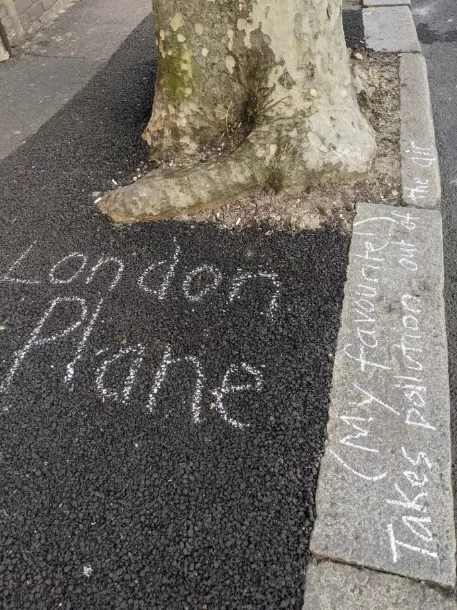 London
Plane
(My favourite!)
Takes pollution out of the air